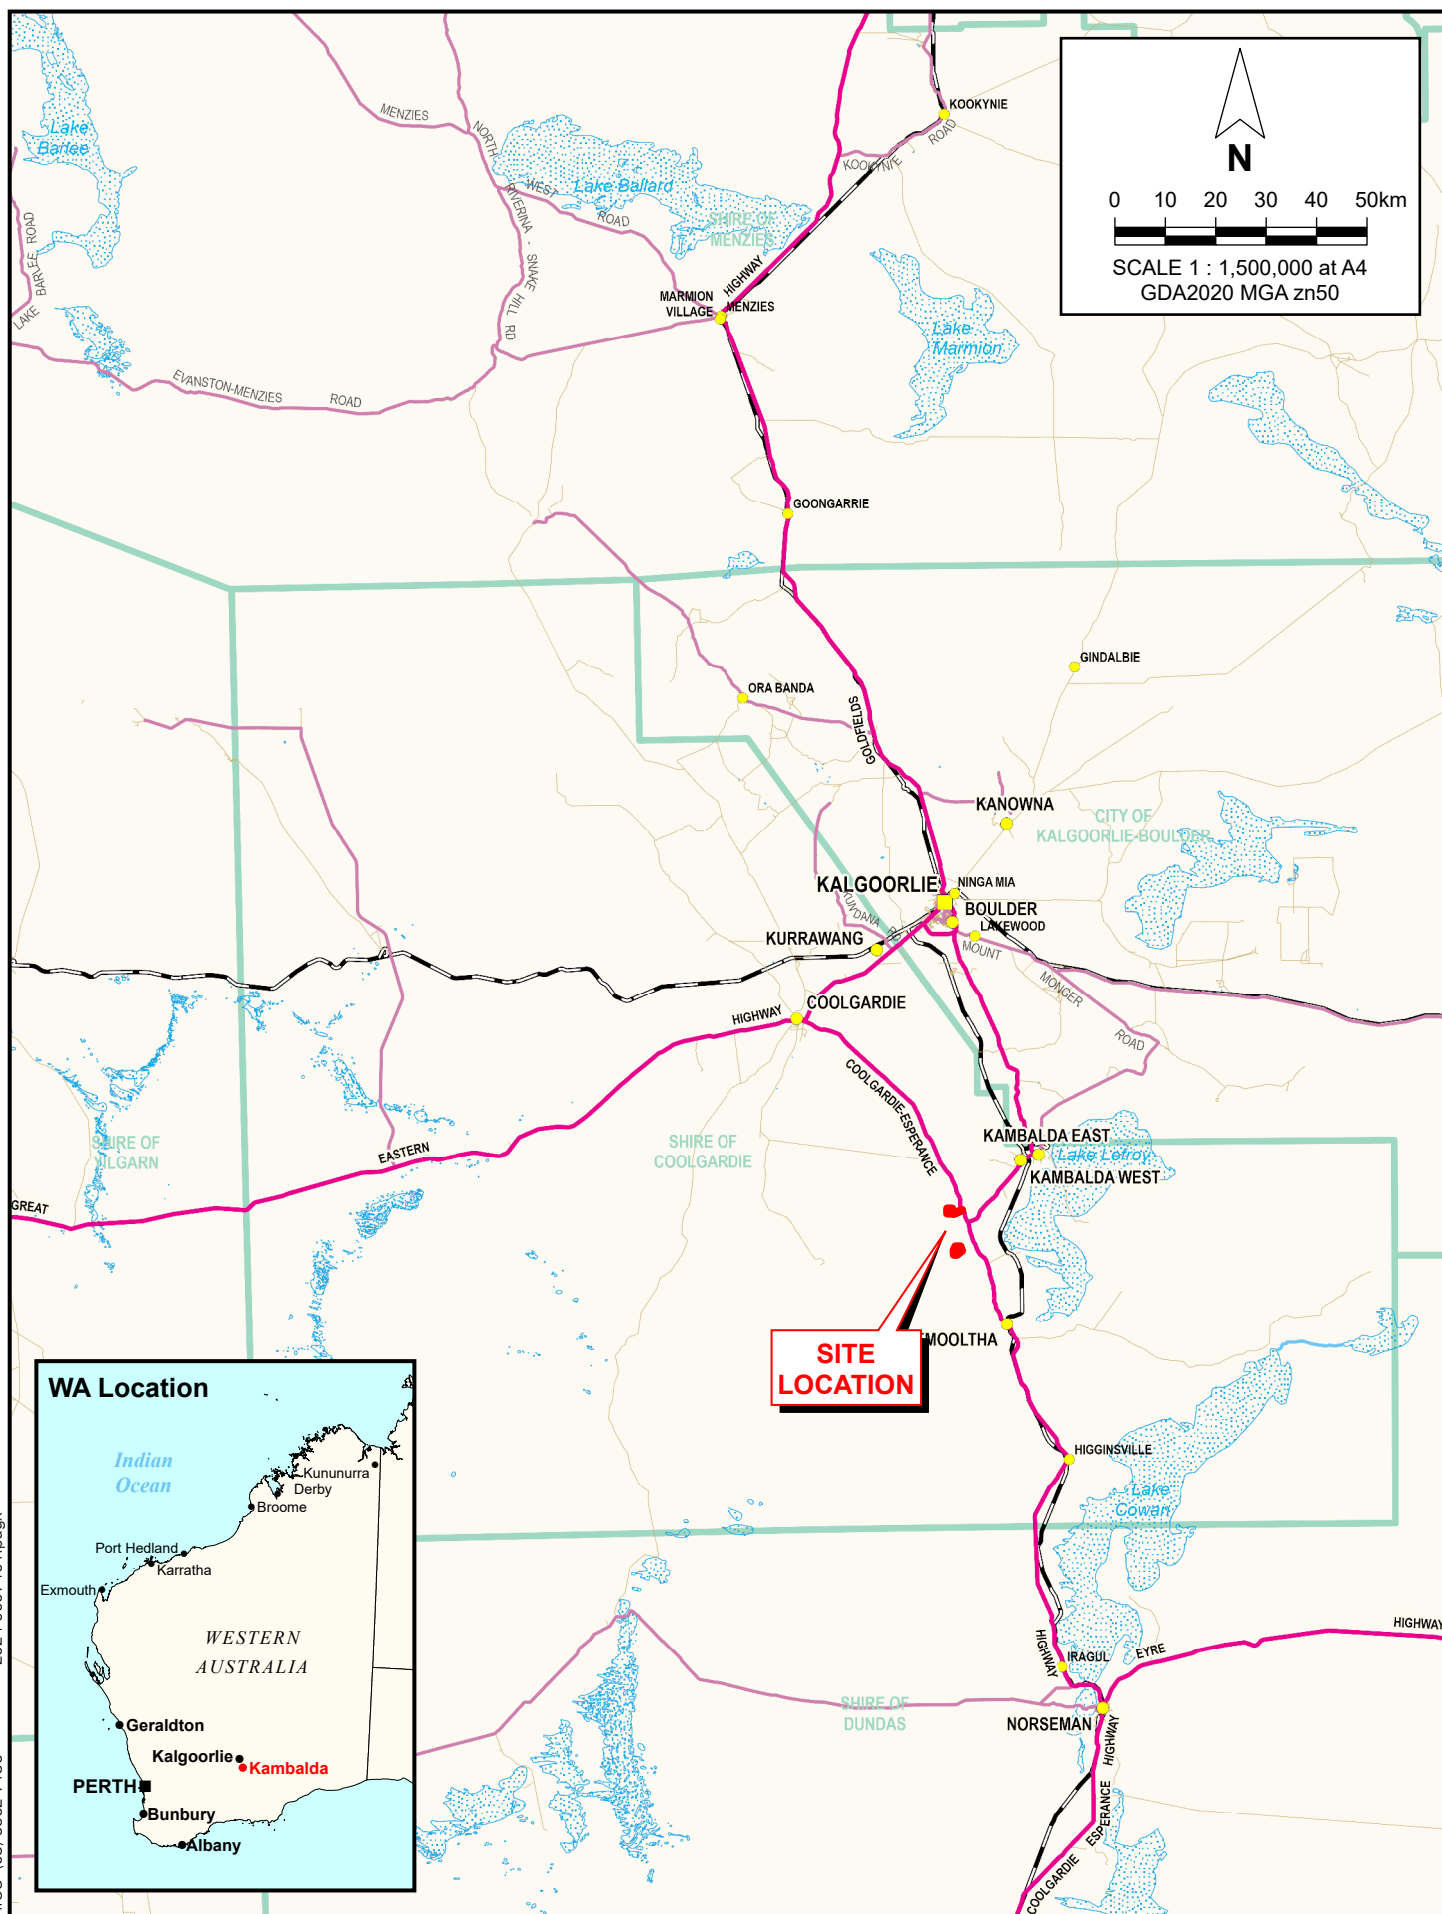 KOOKYNIE
MENZIES
NORTH
Lake
Barlee
KOOKYNIE
ROAD
N
0 10 20 30 40 50km
SCALE 1 : 1,500,000 at A4
GDA2020 MGA zn50
WEST
ROAD
Lake Ballard
SHIRE OF
MENZIES
RIVERINA - SNAKE HILL RD
LAKE BARLEE ROAD
HIGHWAY
MARMION
VILLAGE
MENZIES
Lake
Marmion
EVANSTON-MENZIES ROAD
GOONGARRIE
GINDALBIE
ORA BANDA
GOLDFIELDS
KANOWNA
CITY OF
KALGOORLIE-BOULDER
KALGOORLIE
NINGA MIA
BOULDER
LAKEWOOD
KURRAWANG
MOUNT
MONGER
ROAD
COOLGARDIE
HIGHWAY
COOLGARDIE-ESPERANCE
SHIRE OF
YILGARN
EASTERN
GREAT
SHIRE OF
COOLGARDIE
KAMBALDA EAST
Lake Lefroy
KAMBALDA WEST
SITE
LOCATION
MOOLTHA
HIGGINSVILLE
Lake
Cowan
HIGHWAY
IRAGUL
EYRE
HIGHWAY
SHIRE OF
DUNDAS
NORSEMAN
HIGHWAY
ESPERANCE
COOLGARDIE
WA Location
Indian
Ocean
Kununurra
Derby
Broome
Port Hedland
Karratha
Exmouth
WESTERN
AUSTRALIA
Geraldton
Kalgoorlie
Kambalda
PERTH
Bunbury
Albany